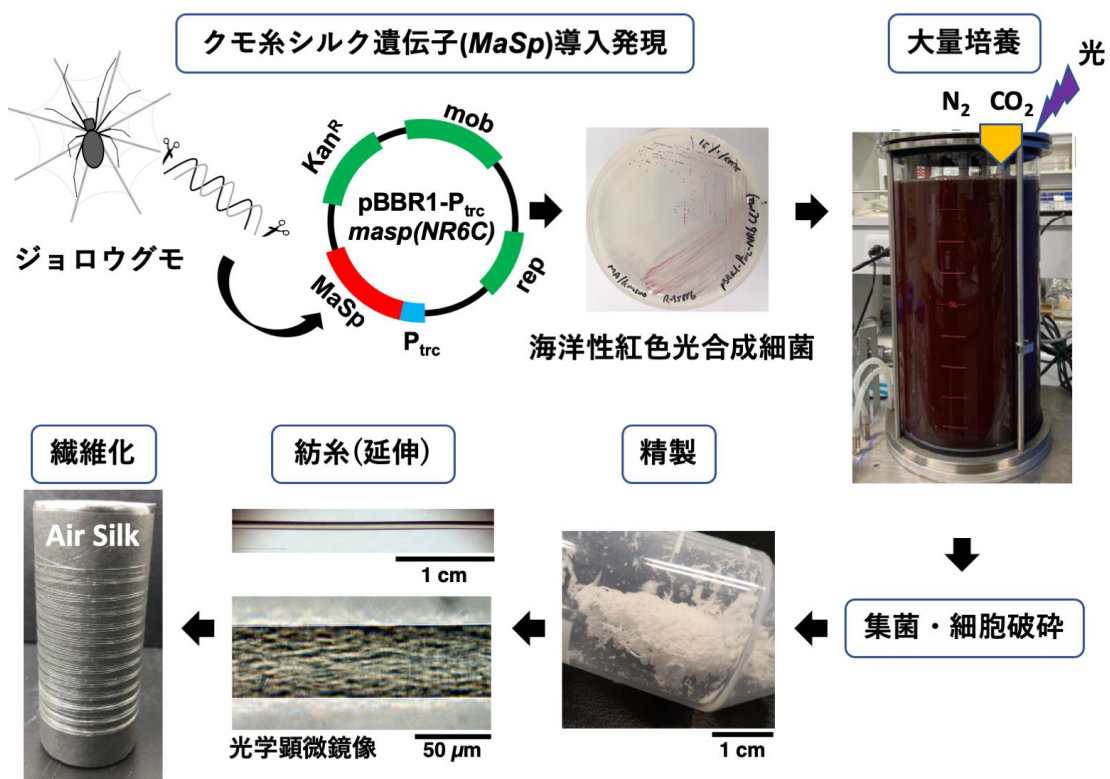 クモ糸シルク遺伝子(MaSp)導入発現
大量培養
光
N2 CO2
ジョロウグモ
KanR
mob
pBBR1-Ptrc
masp(NR6C)
MaSp
Ptrc
rep
海洋性紅色光合成細菌
繊維化
紡糸(延伸)
精製
集菌・細胞破砕
Air Silk
1 cm
光学顕微鏡像
50 μm
1 cm